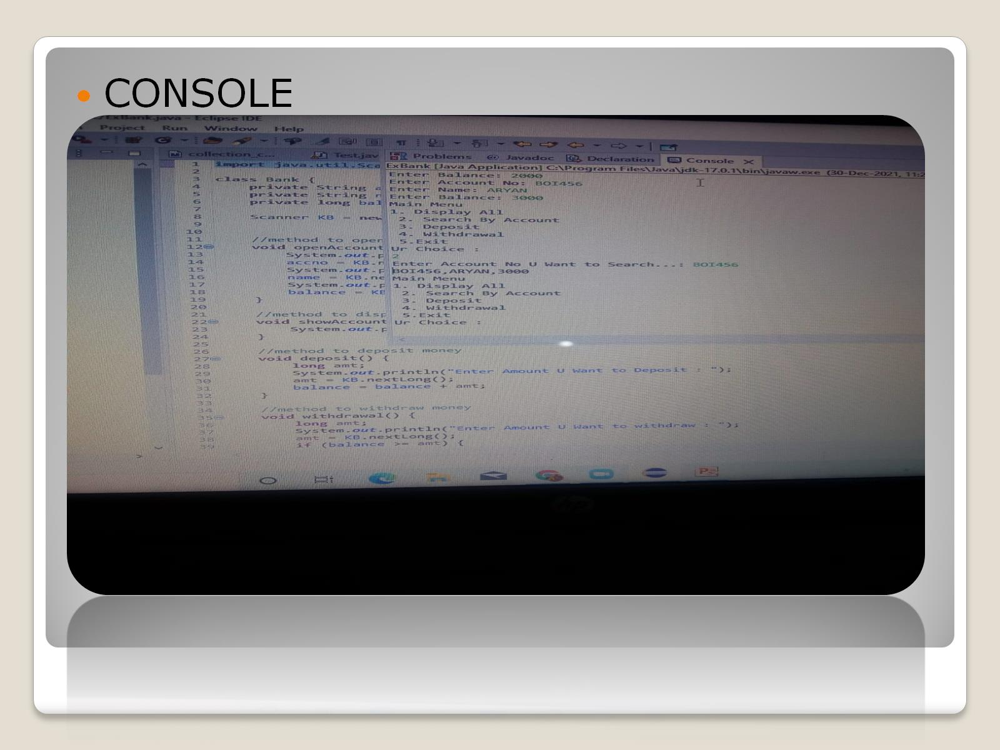 CONSOLE
/ExBank.java - Eclipse IDE
Project Run Window Help
collection_c... Test.jav
Problems @ Javadoc Declaration Console
ExBank [Java Application] C:\Program Files\Java\jdk-17.0.1\bin\javaw.exe (30-Dec-2021, 11:2
Enter Balance: 2000
Enter Account No: BOI456
Enter Name: ARYAN
Enter Balance: 3000
Main Menu
1. Display All
2. Search By Account
3. Deposit
4. Withdrawal
5.Exit
Ur Choice :
2
Enter Account No U Want to Search...: BOI456
BOI456,ARYAN,3000
Main Menu
1. Display All
2. Search By Account
3. Deposit
4. Withdrawal
5.Exit
Ur Choice :
1 import java.util.Sca
2
3 class Bank {
4 private String a
5 private String n
6 private long bal
7
8 Scanner KB = new
9
10
11 //method to open
12 void openAccount
13 System.out.p
14 accno = KB.n
15 System.out.p
16 name = KB.ne
17 System.out.p
18 balance = KB
19 }
20
21 //method to disp
22 void showAccount
23 System.out.p
24 }
25
26 //method to deposit money
27 void deposit() {
28 long amt;
29 System.out.println("Enter Amount U Want to Deposit : ");
30 amt = KB.nextLong();
31 balance = balance + amt;
32 }
33
34 //method to withdraw money
35 void withdrawal() {
36 long amt;
37 System.out.println("Enter Amount U Want to withdraw : ");
38 amt = KB.nextLong();
39 if (balance >= amt) {
hp